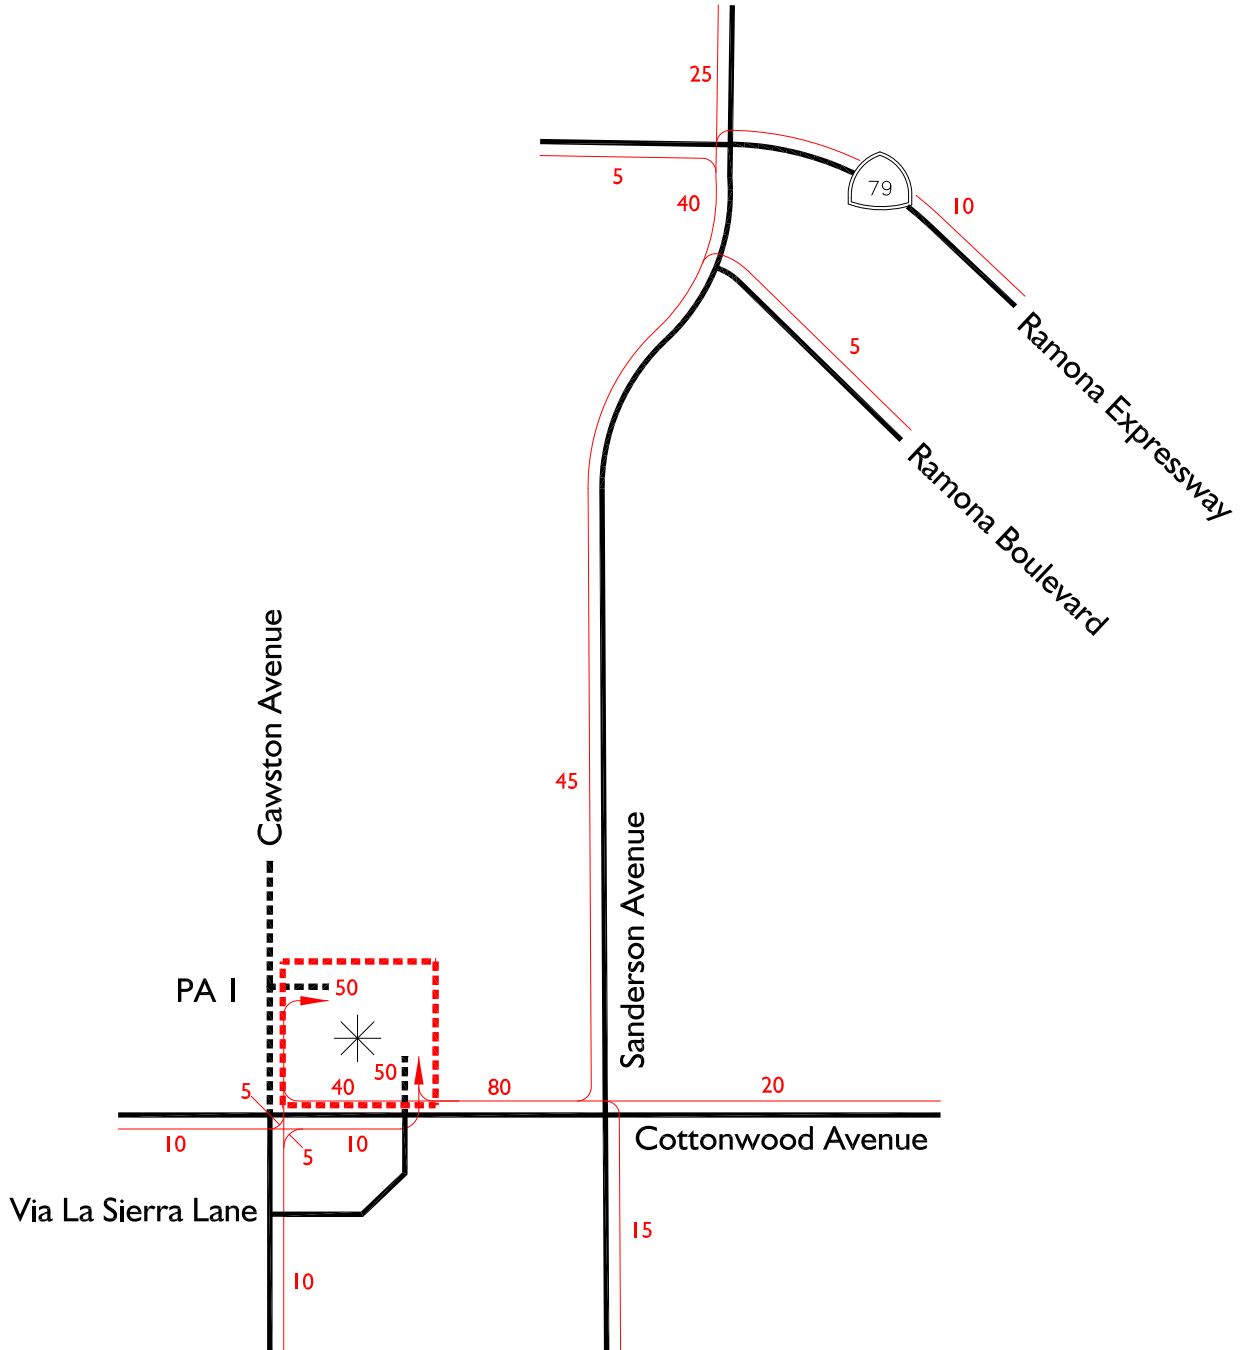 25
79
5
40
10
Ramona Expressway
5
Ramona Boulevard
Cawston Avenue
45
Sanderson Avenue
PA 1
50
50
5
40
80
20
10
5
10
Cottonwood Avenue
Via La Sierra Lane
15
10